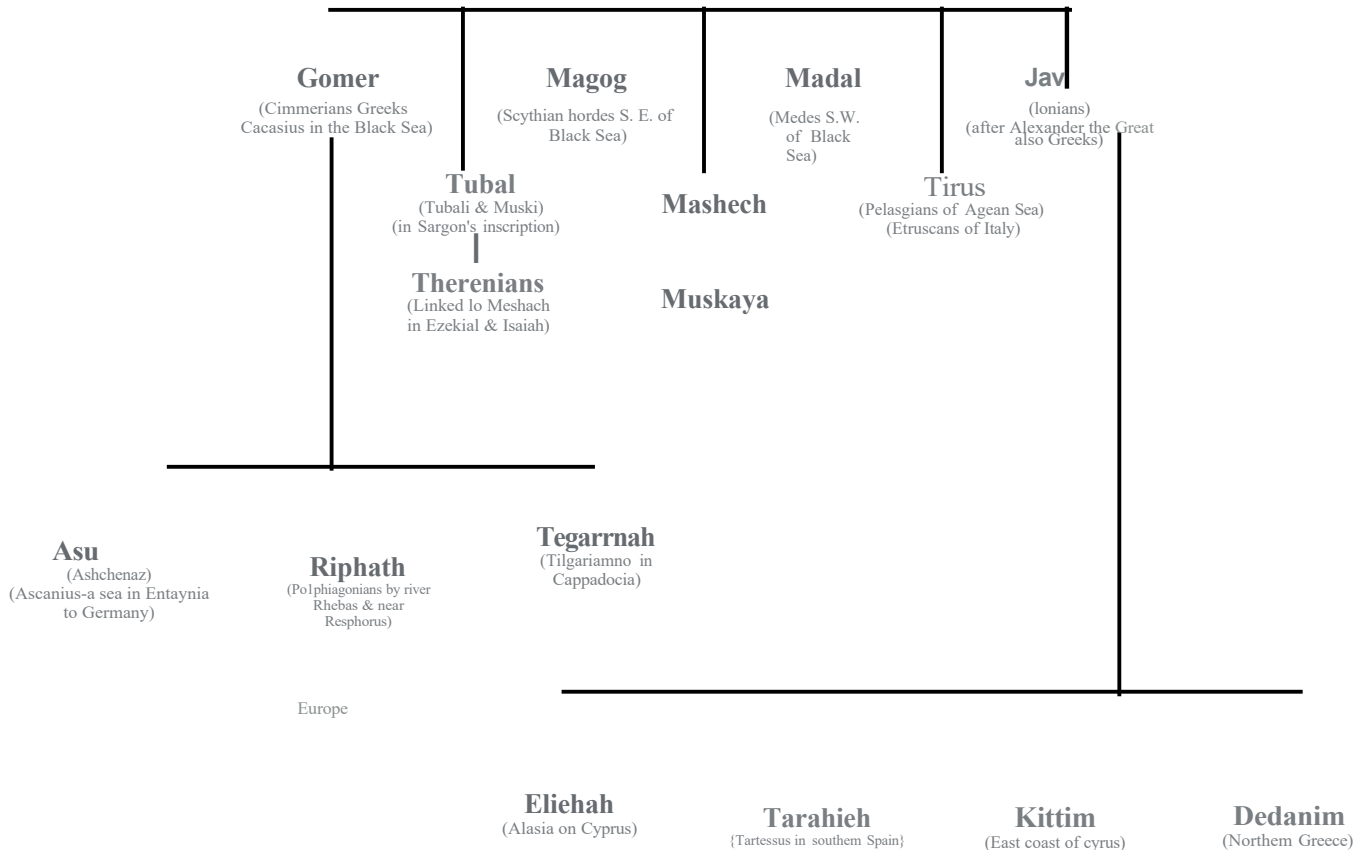 Gomer
(Cimmerians Greeks
Cacasius in the Black Sea)
Magog
(Scythian hordes S. E. of
Black Sea)
Madal
(Medes S.W.
of Black
Sea)
Jav
(lonians)
(after Alexander the Great
also Greeks)
Tubal
(Tubali & Muski)
(in Sargon's inscription)
Therenians
(Linked lo Meshach
in Ezekial & Isaiah)
Mashech
Muskaya
Tirus
(Pelasgians of Agean Sea)
(Etruscans of Italy)
Asu
(Ashchenaz)
(Ascanius-a sea in Entaynia
to Germany)
Riphath
(Po1phiagonians by river
Rhebas & near
Resphorus)
Tegarrnah
(Tilgariamno in
Cappadocia)
Europe
Eliehah
(Alasia on Cyprus)
Tarahieh
{Tartessus in southem Spain}
Kittim
(East coast of cyrus)
Dedanim
(Northem Greece)